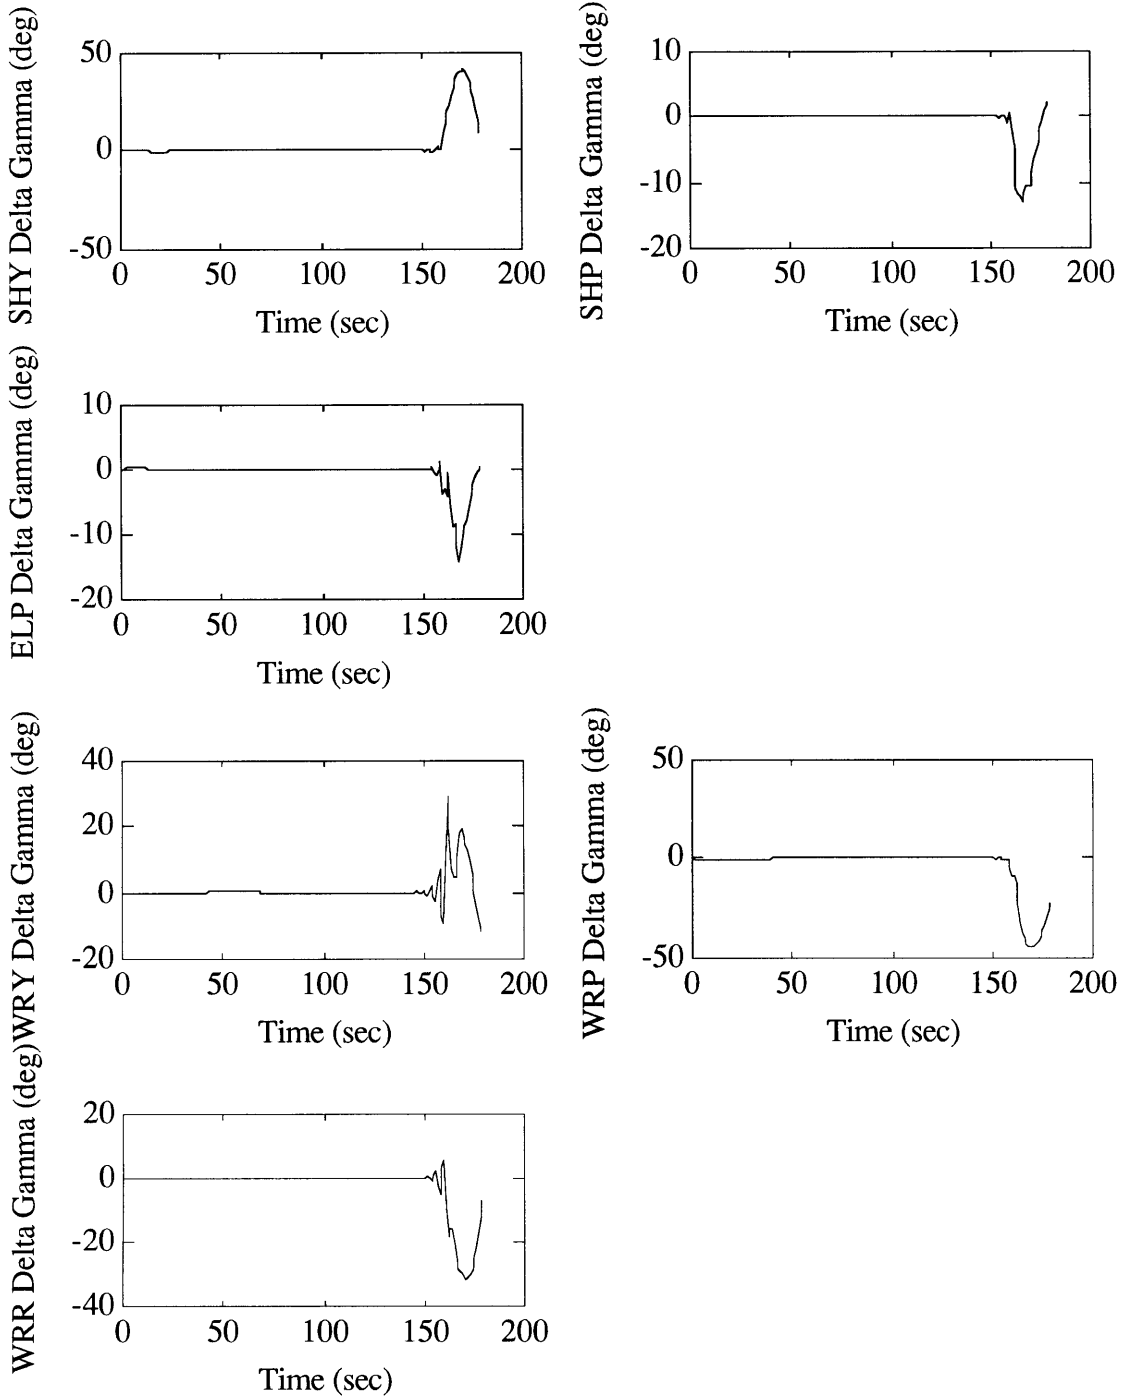 SHY Delta Gamma (deg)
50
0
-50
0 50 100 150 200
Time (sec)
SHP Delta Gamma (deg)
10
0
-10
-20
0 50 100 150 200
Time (sec)
ELP Delta Gamma (deg)
10
0
-10
-20
0 50 100 150 200
Time (sec)
WRY Delta Gamma (deg)
40
20
0
-20
0 50 100 150 200
Time (sec)
WRP Delta Gamma (deg)
50
0
-50
0 50 100 150 200
Time (sec)
WRR Delta Gamma (deg)
20
0
-20
-40
0 50 100 150 200
Time (sec)